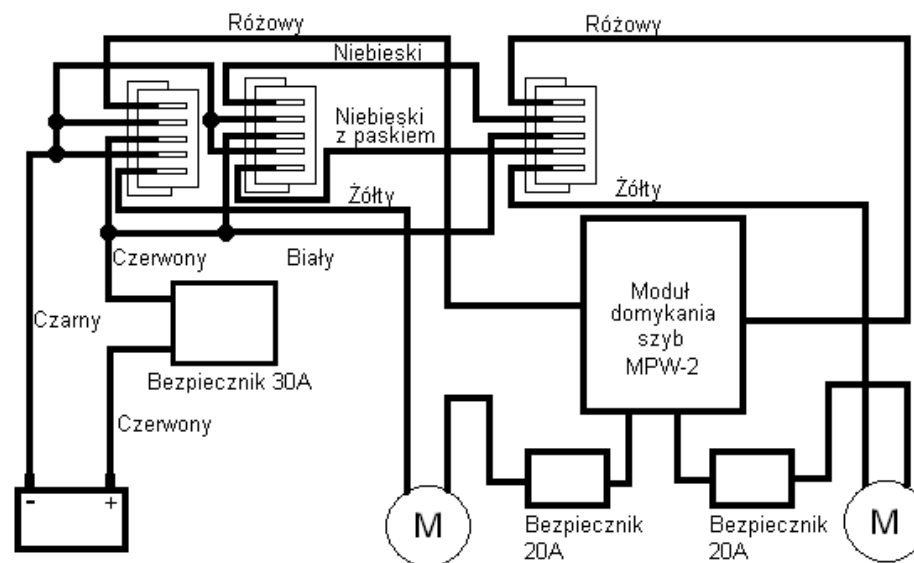 Różowy
Różowy
Niebieski
Niebieski
z paskiem
Żółty
Żółty
Czerwony
Biały
Moduł
domykania
szyb
MPW-2
Czarny
Bezpiecznik 30A
Czerwony
- +
M
Bezpiecznik
20A
Bezpiecznik
20A
M